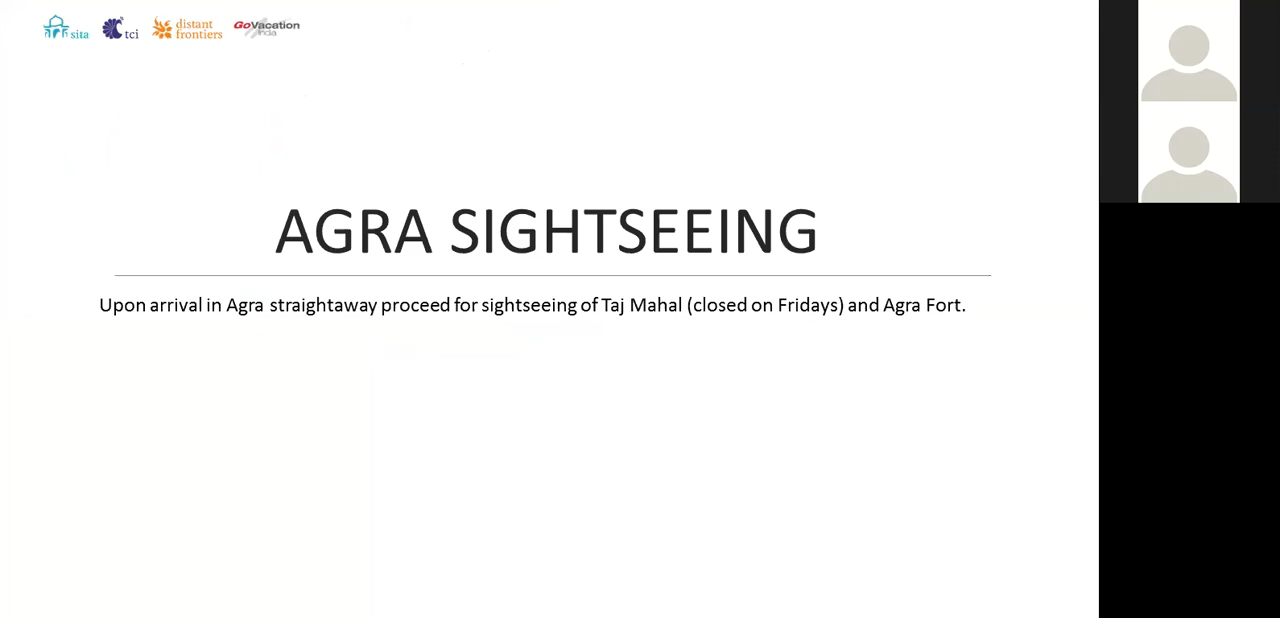 sita
tci
distant
frontiers
GoVacation
India
AGRA SIGHTSEEING
Upon arrival in Agra straightaway proceed for sightseeing of Taj Mahal (closed on Fridays) and Agra Fort.